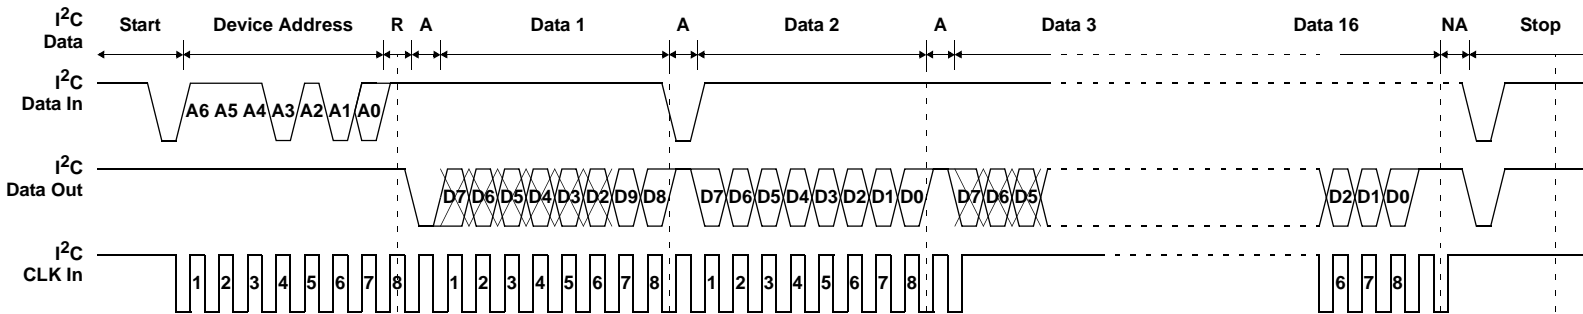 I2C Data
Start Device Address R A Data 1 A Data 2 A Data 3 Data 16 NA Stop
I2C Data In
A6 A5 A4 A3 A2 A1 A0
I2C Data Out
D7 D6 D5 D4 D3 D2 D9 D8 D7 D6 D5 D4 D3 D2 D1 D0 D7 D6 D5 D2 D1 D0
I2C CLK In
1 2 3 4 5 6 7 8 1 2 3 4 5 6 7 8 1 2 3 4 5 6 7 8 6 7 8